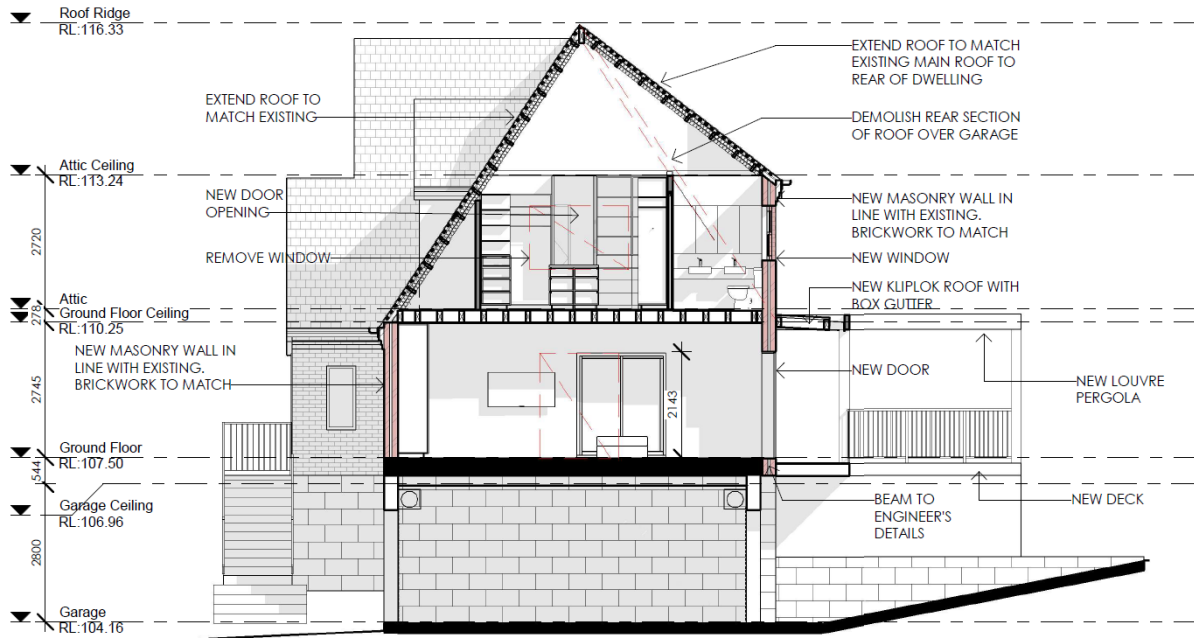 Roof Ridge
RL:116.33
EXTEND ROOF TO
MATCH EXISTING
EXTEND ROOF TO MATCH
EXISTING MAIN ROOF TO
REAR OF DWELLING
DEMOLISH REAR SECTION
OF ROOF OVER GARAGE
Attic Ceiling
RL:113.24
NEW DOOR
OPENING
REMOVE WINDOW
NEW MASONRY WALL IN
LINE WITH EXISTING.
BRICKWORK TO MATCH
NEW WINDOW
NEW KLIPLOK ROOF WITH
BOX GUTTER
2720
Attic
278
Ground Floor Ceiling
RL:110.25
NEW MASONRY WALL IN
LINE WITH EXISTING.
BRICKWORK TO MATCH
NEW DOOR
NEW LOUVRE
PERGOLA
2745
2143
Ground Floor
RL:107.50
544
Garage Ceiling
RL:106.96
BEAM TO
ENGINEER'S
DETAILS
NEW DECK
2800
Garage
RL:104.16